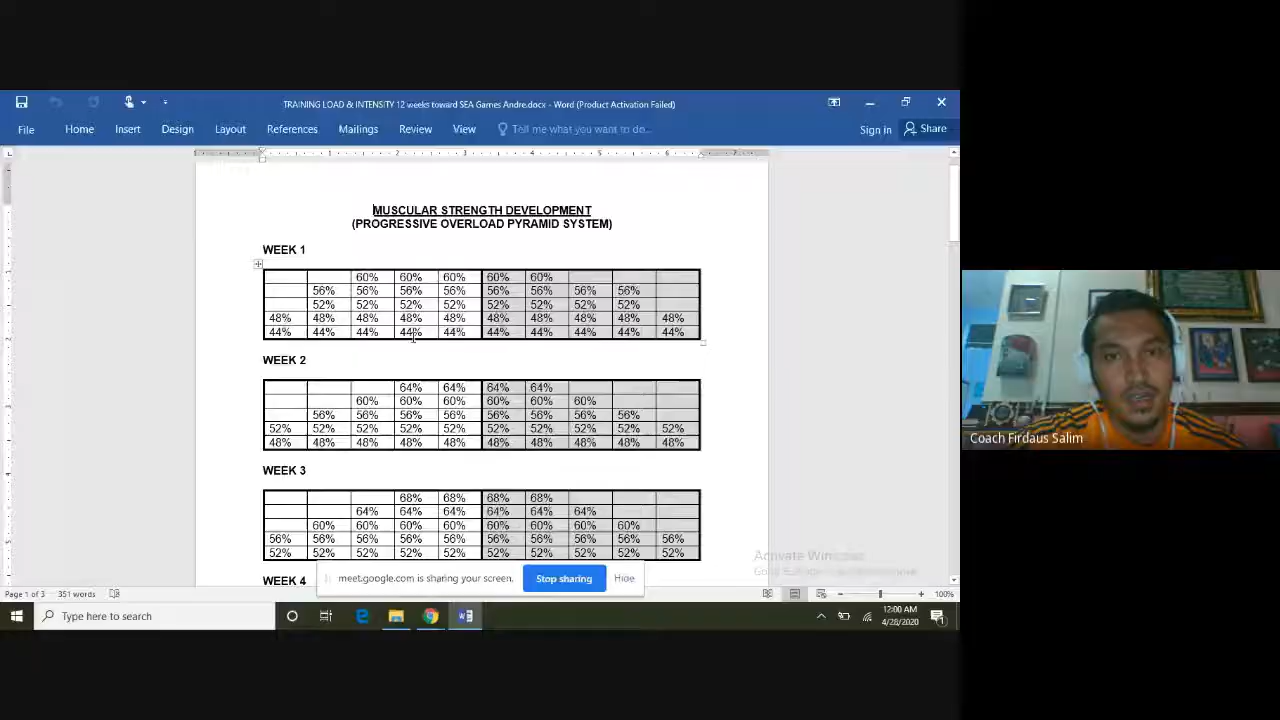 TRAINING LOAD & INTENSITY 12 weeks toward SEA Games Andre.docx - Word (Product Activation Failed)
File Home Insert Design Layout References Mailings Review View Tell me what you want to do... Sign in Share
1 2 3 4 5 6 7
MUSCULAR STRENGTH DEVELOPMENT
(PROGRESSIVE OVERLOAD PYRAMID SYSTEM)
WEEK 1
60% 60% 60% 60% 60%
56% 56% 56% 56% 56% 56% 56% 56%
52% 52% 52% 52% 52% 52% 52% 52%
48% 48% 48% 48% 48% 48% 48% 48% 48% 48%
44% 44% 44% 44% 44% 44% 44% 44% 44% 44%
WEEK 2
64% 64% 64% 64%
60% 60% 60% 60% 60% 60%
56% 56% 56% 56% 56% 56% 56% 56%
52% 52% 52% 52% 52% 52% 52% 52% 52% 52%
48% 48% 48% 48% 48% 48% 48% 48% 48% 48%
WEEK 3
68% 68% 68% 68%
64% 64% 64% 64% 64% 64%
60% 60% 60% 60% 60% 60% 60% 60%
56% 56% 56% 56% 56% 56% 56% 56% 56% 56%
52% 52% 52% 52% 52% 52% 52% 52% 52% 52%
WEEK 4
Coach Firdaus Salim
Activate Windows
meet.google.com is sharing your screen. Stop sharing Hide
Page 1 of 3 351 words 100%
Type here to search
12:00 AM
4/28/2020